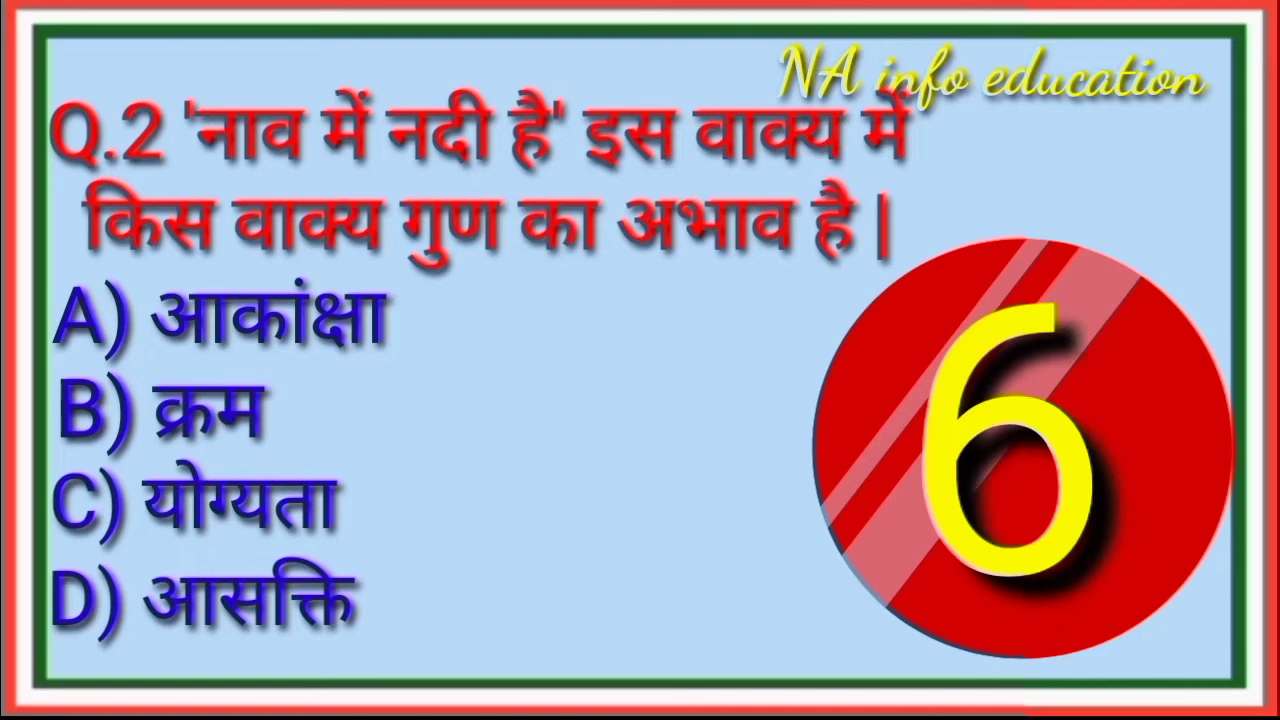 NA info education
Q.2 'नाव में नदी है' इस वाक्य में
किस वाक्य गुण का अभाव है |
A) आकांक्षा
B) क्रम
C) योग्यता
D) आसक्ति
6